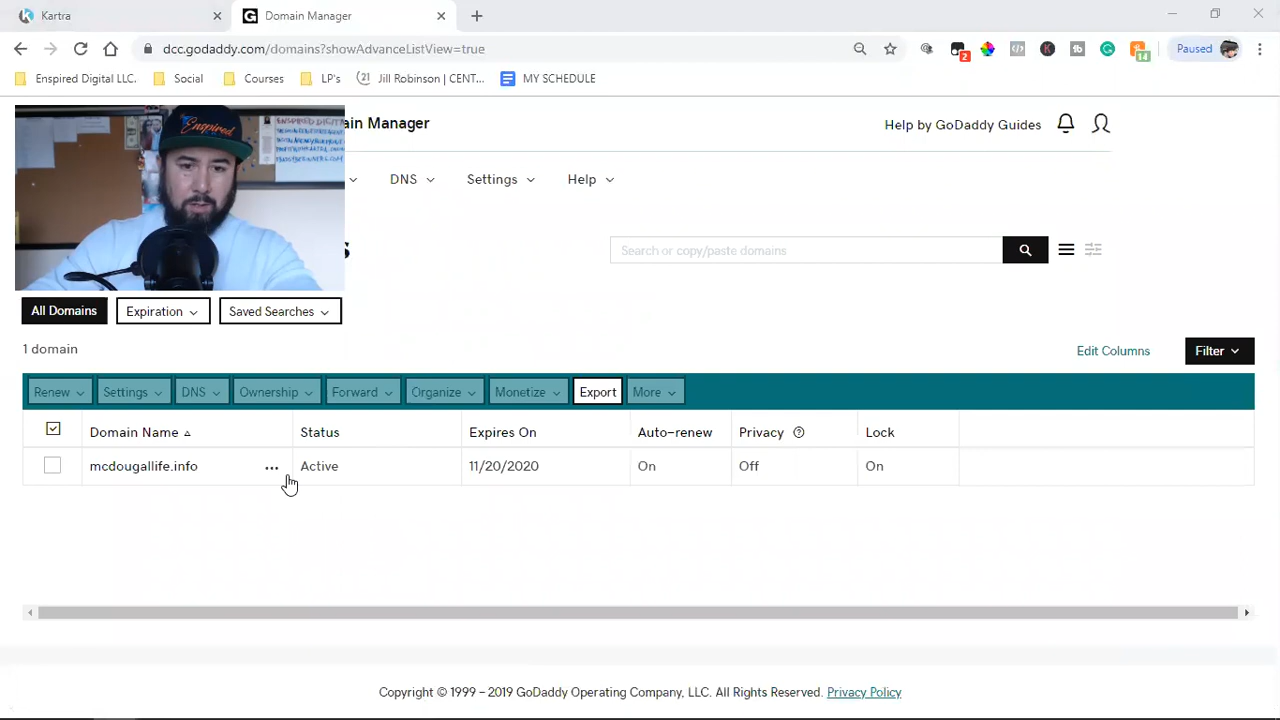 Kartra
Domain Manager
dcc.godaddy.com/domains?showAdvanceListView=true
2
14
Paused
Enspired Digital LLC.
Social
Courses
LP's
21
Jill Robinson | CENT...
MY SCHEDULE
Enspired
ain Manager
Help by GoDaddy Guides
DNS
Settings
Help
s
Search or copy/paste domains
All Domains
Expiration
Saved Searches
1 domain
Edit Columns
Filter
Renew
Settings
DNS
Ownership
Forward
Organize
Monetize
Export
More
Domain Name
Status
Expires On
Auto-renew
Privacy
Lock
mcdougallife.info
Active
11/20/2020
On
Off
On
Copyright © 1999 – 2019 GoDaddy Operating Company, LLC. All Rights Reserved. Privacy Policy